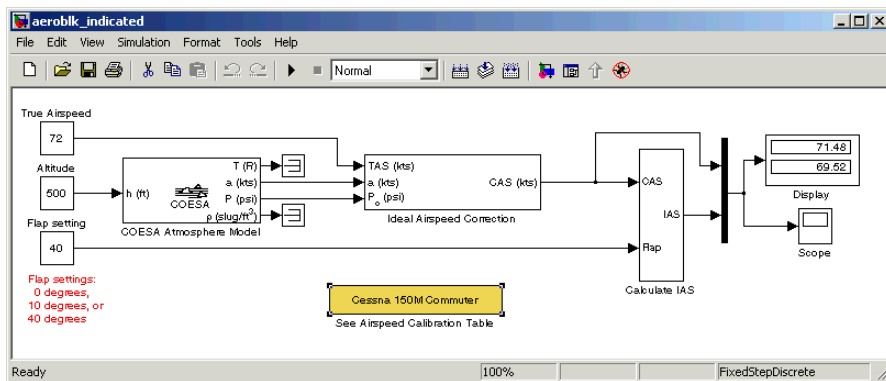 aeroblk_indicated
File Edit View Simulation Format Tools Help
Normal
True Airspeed
72
Altitude
500
Flap setting
40
Flap settings:
0 degrees,
10 degrees, or
40 degrees
h (ft)
COESA
T (R)
a (kts)
P (psi)
ρ (slug/ft³)
COESA Atmosphere Model
TAS (kts)
a (kts)
P₀ (psi)
CAS (kts)
Ideal Airspeed Correction
CAS
IAS
Flap
Calculate IAS
71.48
69.52
Display
Scope
Cessna 150M Commuter
See Airspeed Calibration Table
Ready
100%
FixedStepDiscrete